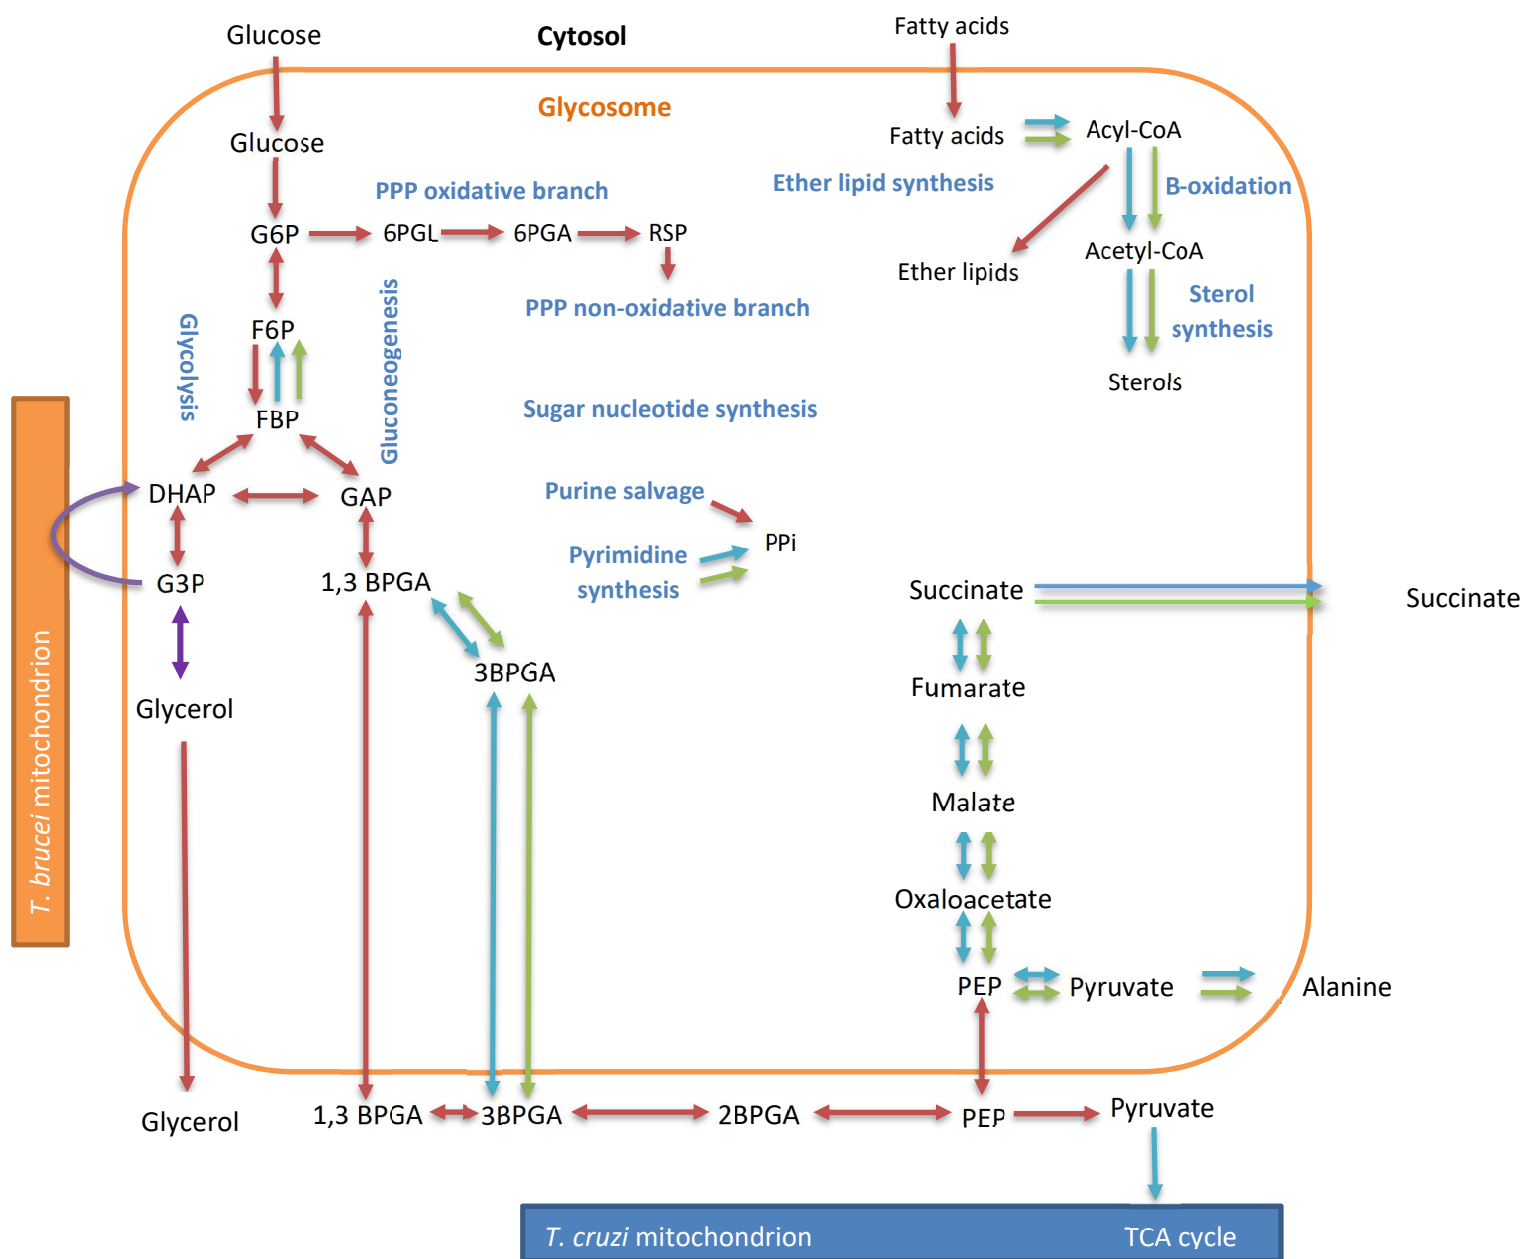 Glucose
Cytosol
Fatty acids
Glycosome
Glucose
Fatty acids
Acyl-CoA
PPP oxidative branch
Ether lipid synthesis
B-oxidation
G6P
6PGL
6PGA
RSP
Acetyl-CoA
Ether lipids
PPP non-oxidative branch
Sterol
synthesis
Glycolysis
F6P
Gluconeogenesis
Sterols
FBP
Sugar nucleotide synthesis
DHAP
GAP
Purine salvage
PPi
Pyrimidine
synthesis
G3P
1,3 BPGA
Succinate
Succinate
3BPGA
Fumarate
T. brucei mitochondrion
Glycerol
Malate
Oxaloacetate
PEP
Pyruvate
Alanine
Glycerol
1,3 BPGA
3BPGA
2BPGA
PEP
Pyruvate
T. cruzi mitochondrion
TCA cycle